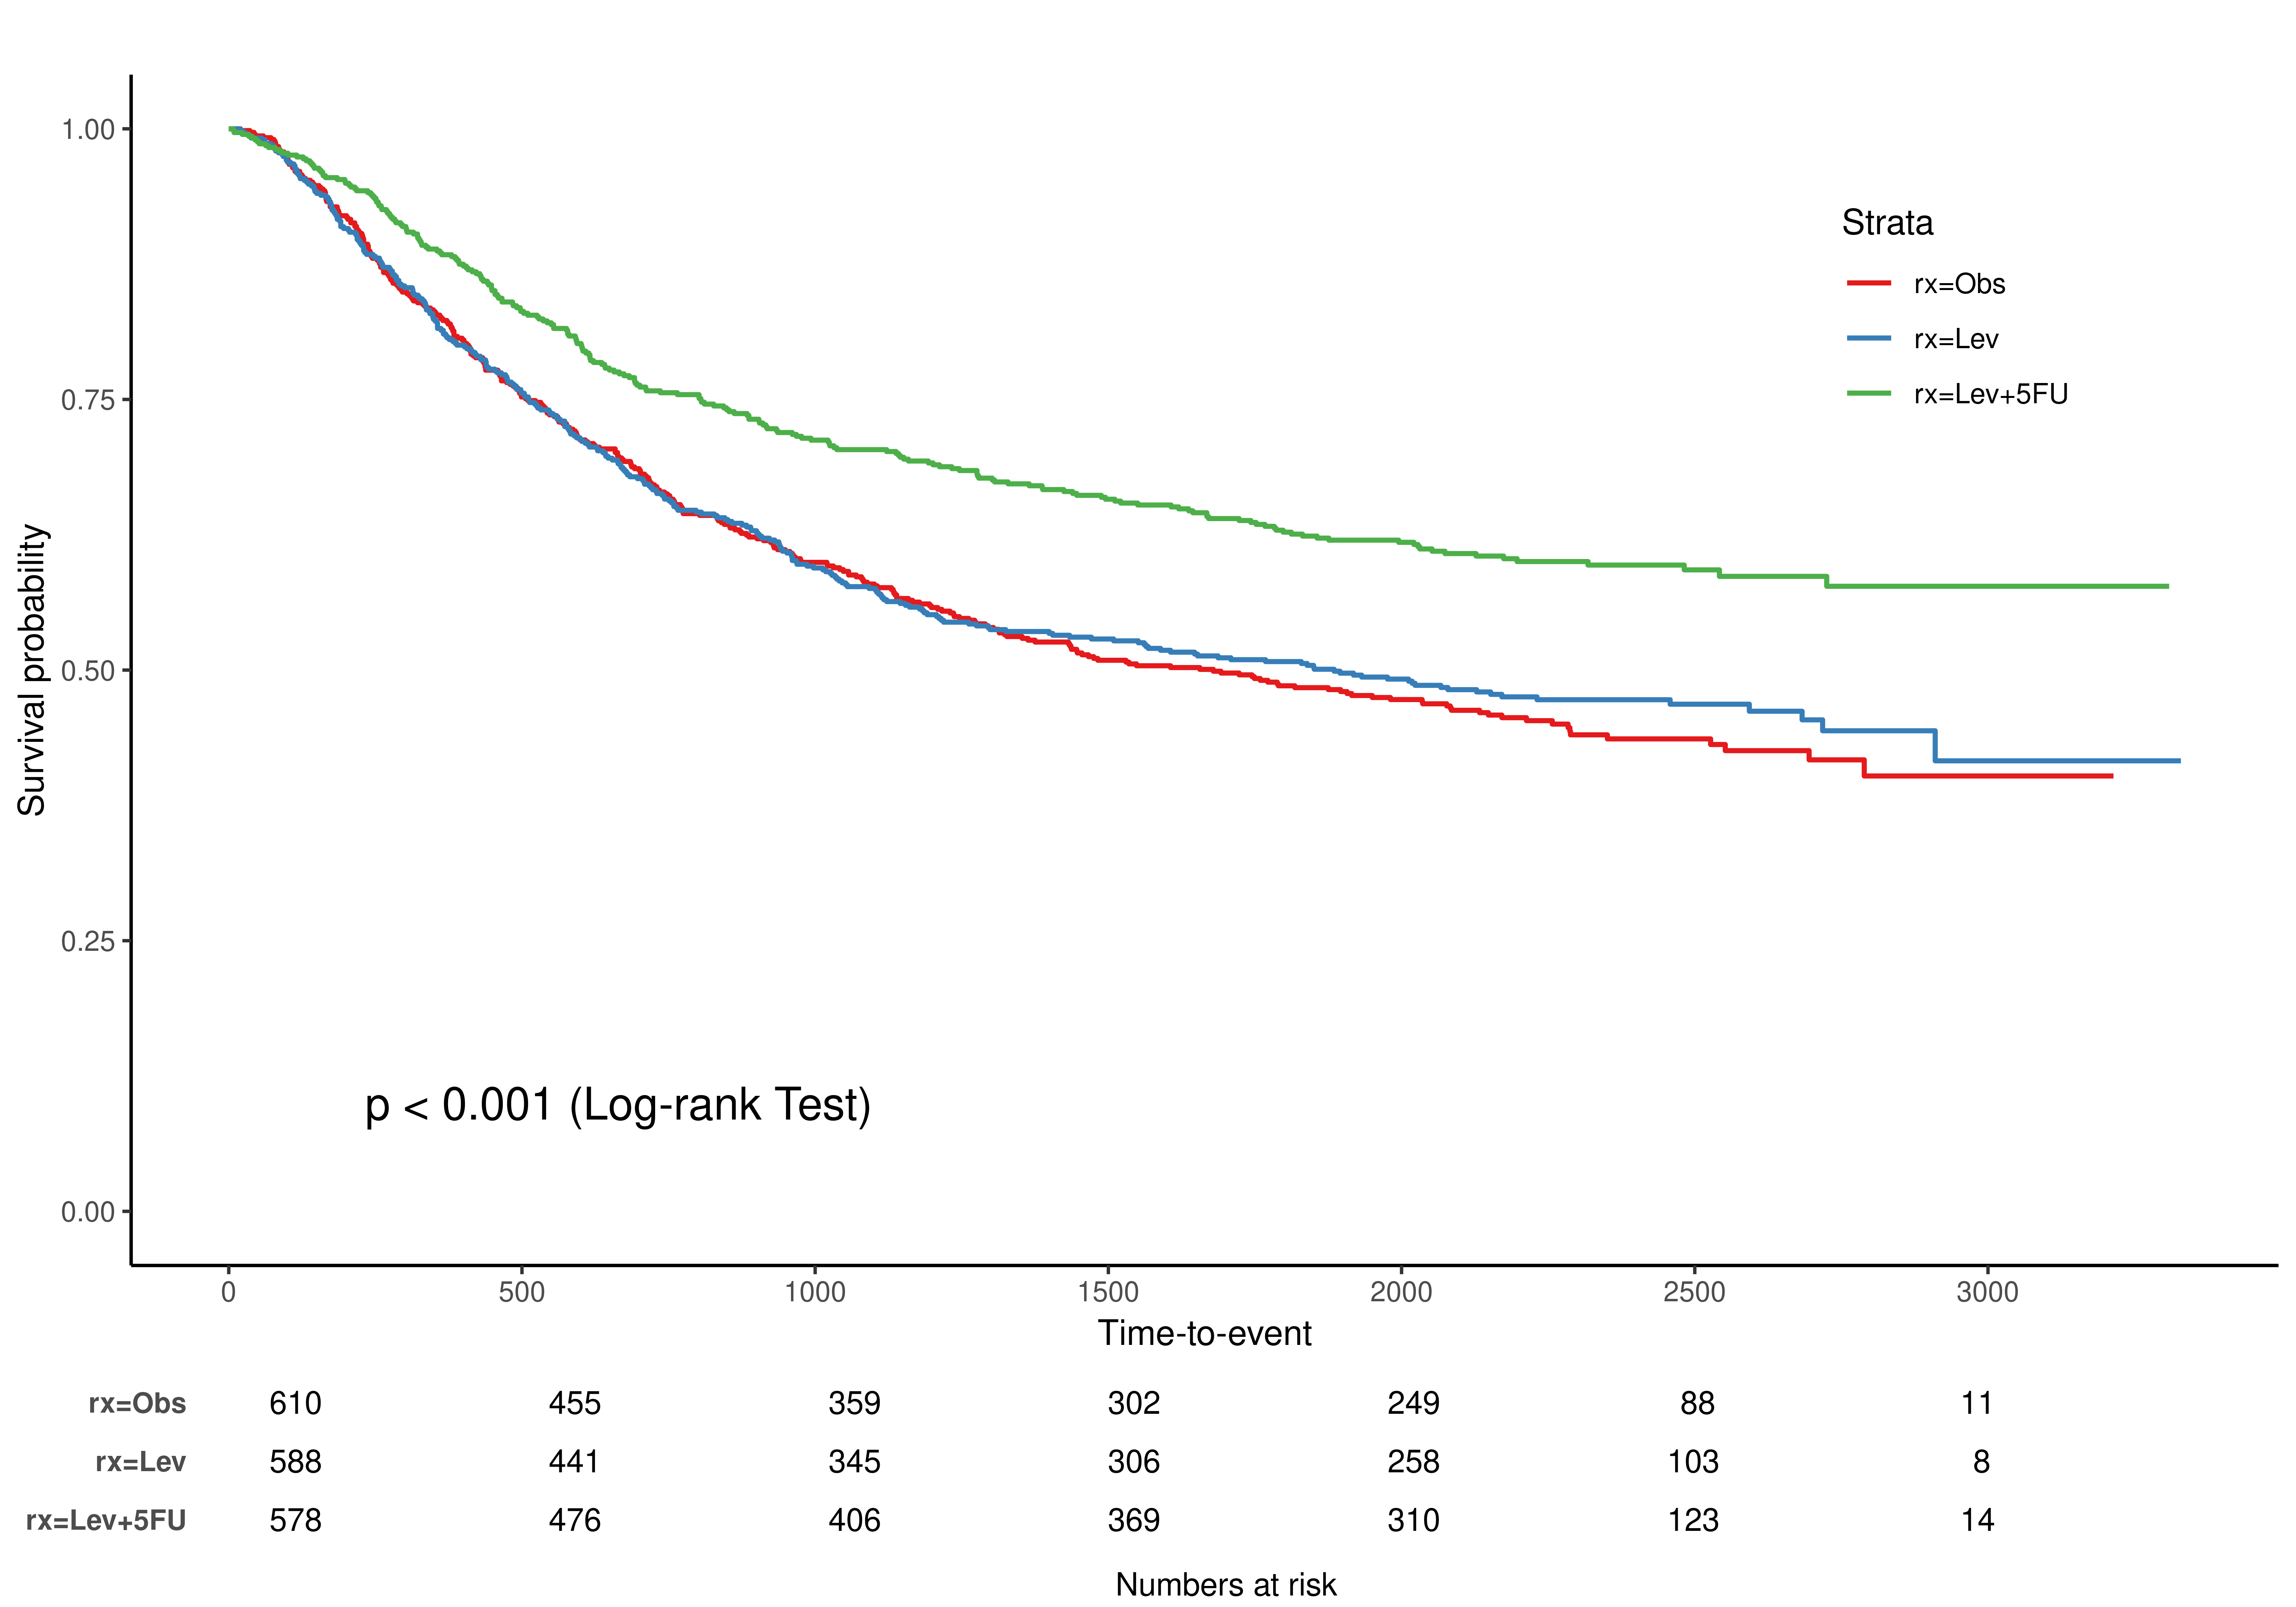 Strata
rx=Obs
rx=Lev
rx=Lev+5FU
Survival probability
1.00
0.75
0.50
0.25
0.00
p < 0.001 (Log-rank Test)
0 500 1000 1500 2000 2500 3000
Time-to-event
rx=Obs 610 455 359 302 249 88 11
rx=Lev 588 441 345 306 258 103 8
rx=Lev+5FU 578 476 406 369 310 123 14
Numbers at risk